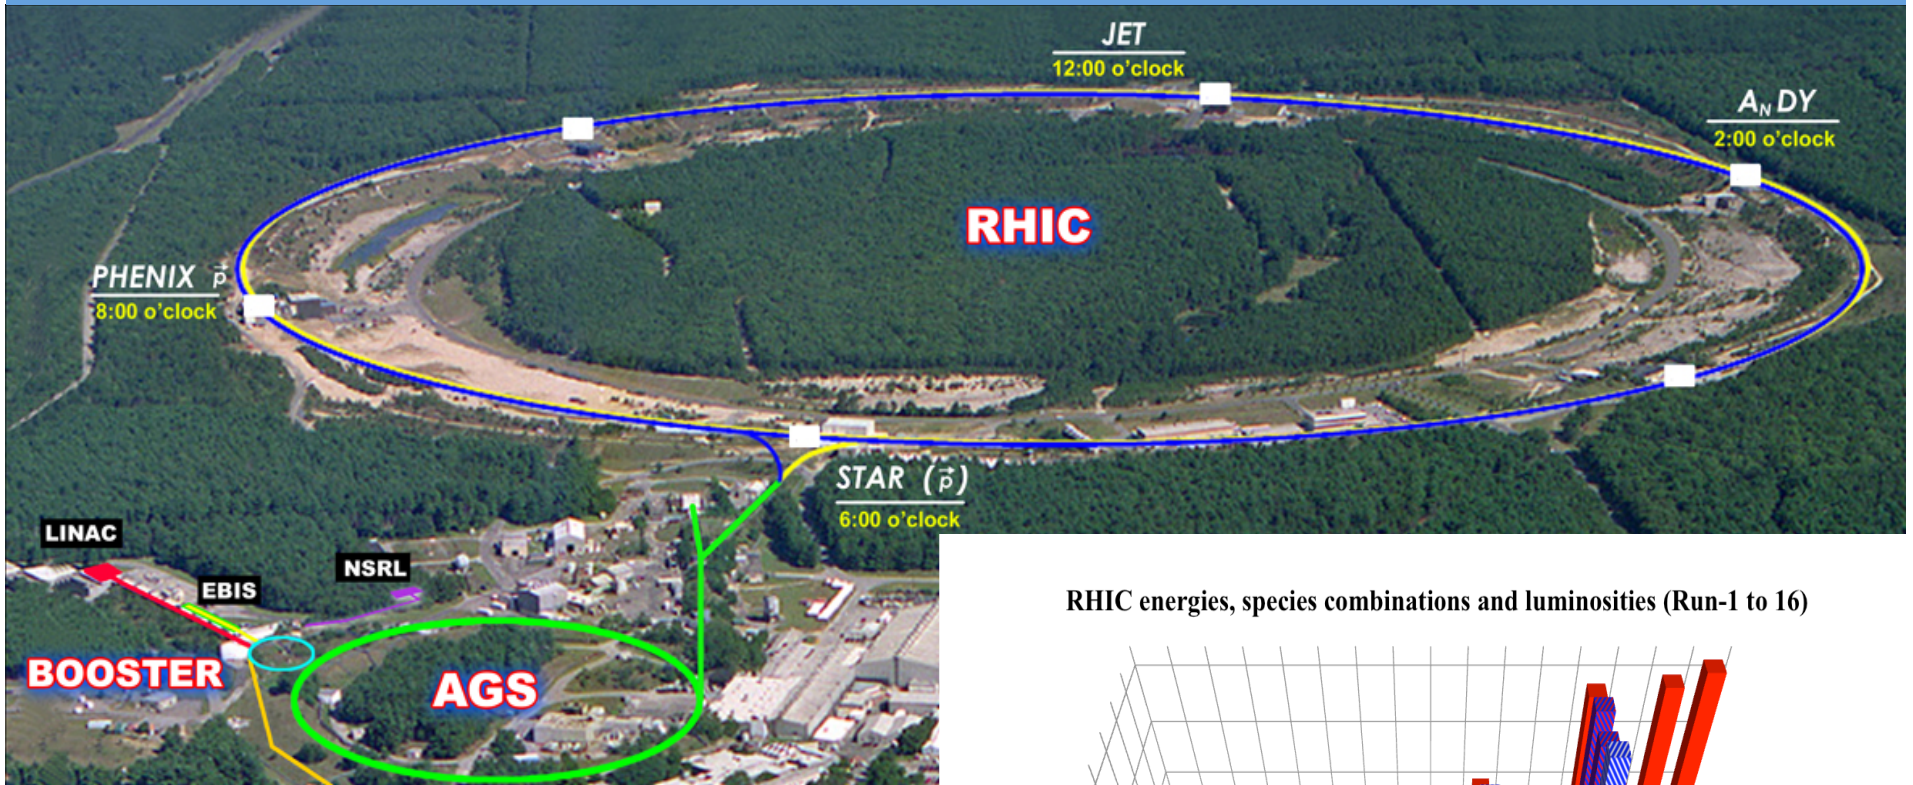 JET
12:00 o'clock
AN DY
2:00 o'clock
RHIC
PHENIX p⃗
8:00 o'clock
STAR (p⃗)
6:00 o'clock
LINAC
EBIS
NSRL
BOOSTER
AGS
RHIC energies, species combinations and luminosities (Run-1 to 16)